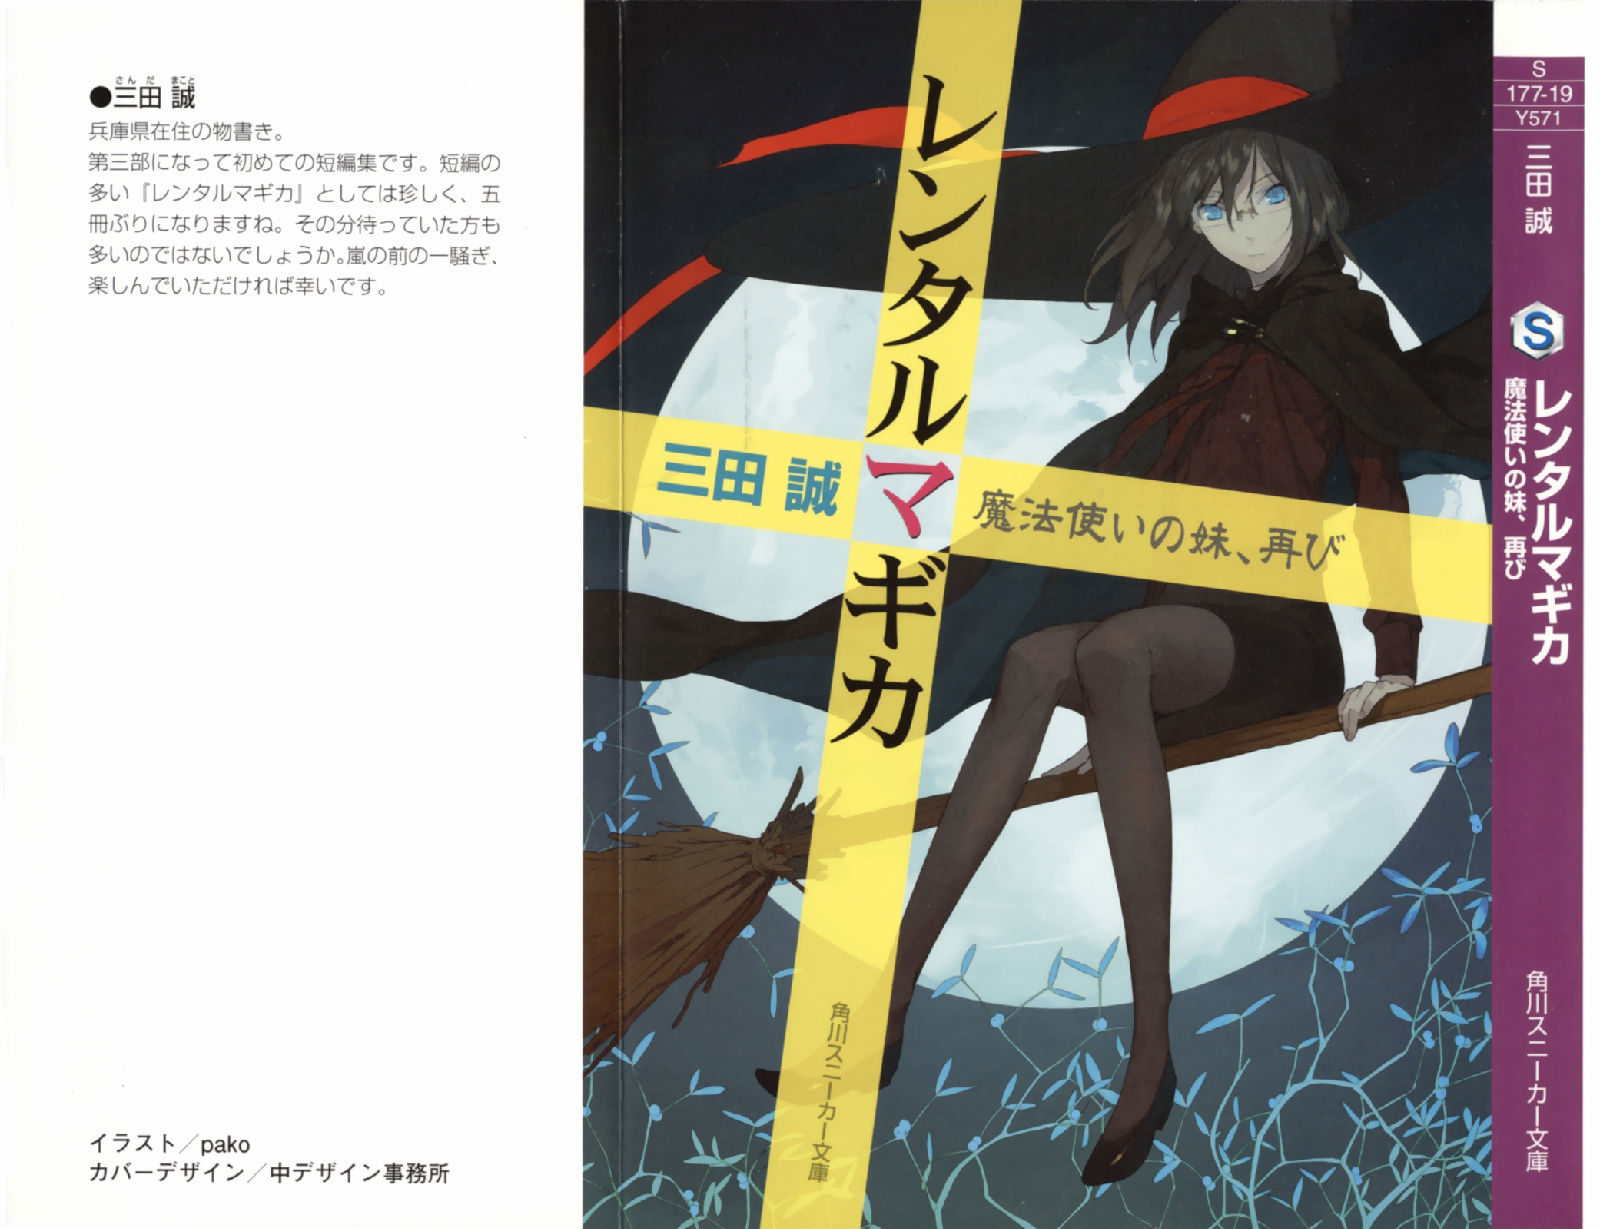 さんだ まこと
●三田 誠
兵庫県在住の物書き。
第三部になって初めての短編集です。短編の
多い『レンタルマギカ』としては珍しく、五
冊ぶりになりますね。その分待っていた方も
多いのではないでしょうか。嵐の前の一騒ぎ、
楽しんでいただければ幸いです。
イラスト／pako
カバーデザイン／中デザイン事務所
レンタルマギカ
三田 誠
魔法使いの妹、再び
角川スニーカー文庫
S
177-19
Y571
三田 誠
S
レンタルマギカ
魔法使いの妹、再び
角川スニーカー文庫